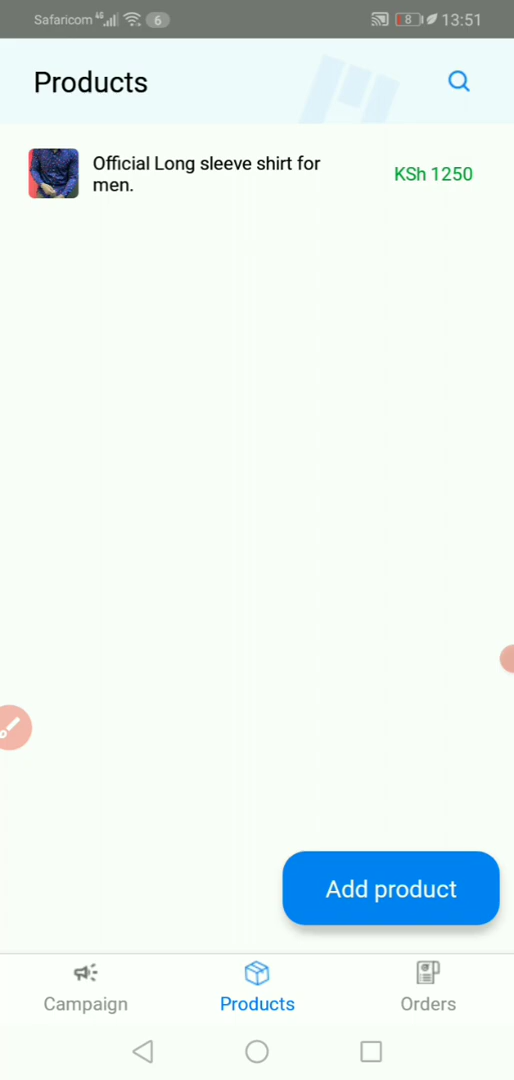 Safaricom 4G 6 8 13:51
Products
Official Long sleeve shirt for
men.
KSh 1250
Add product
Campaign
Products
Orders